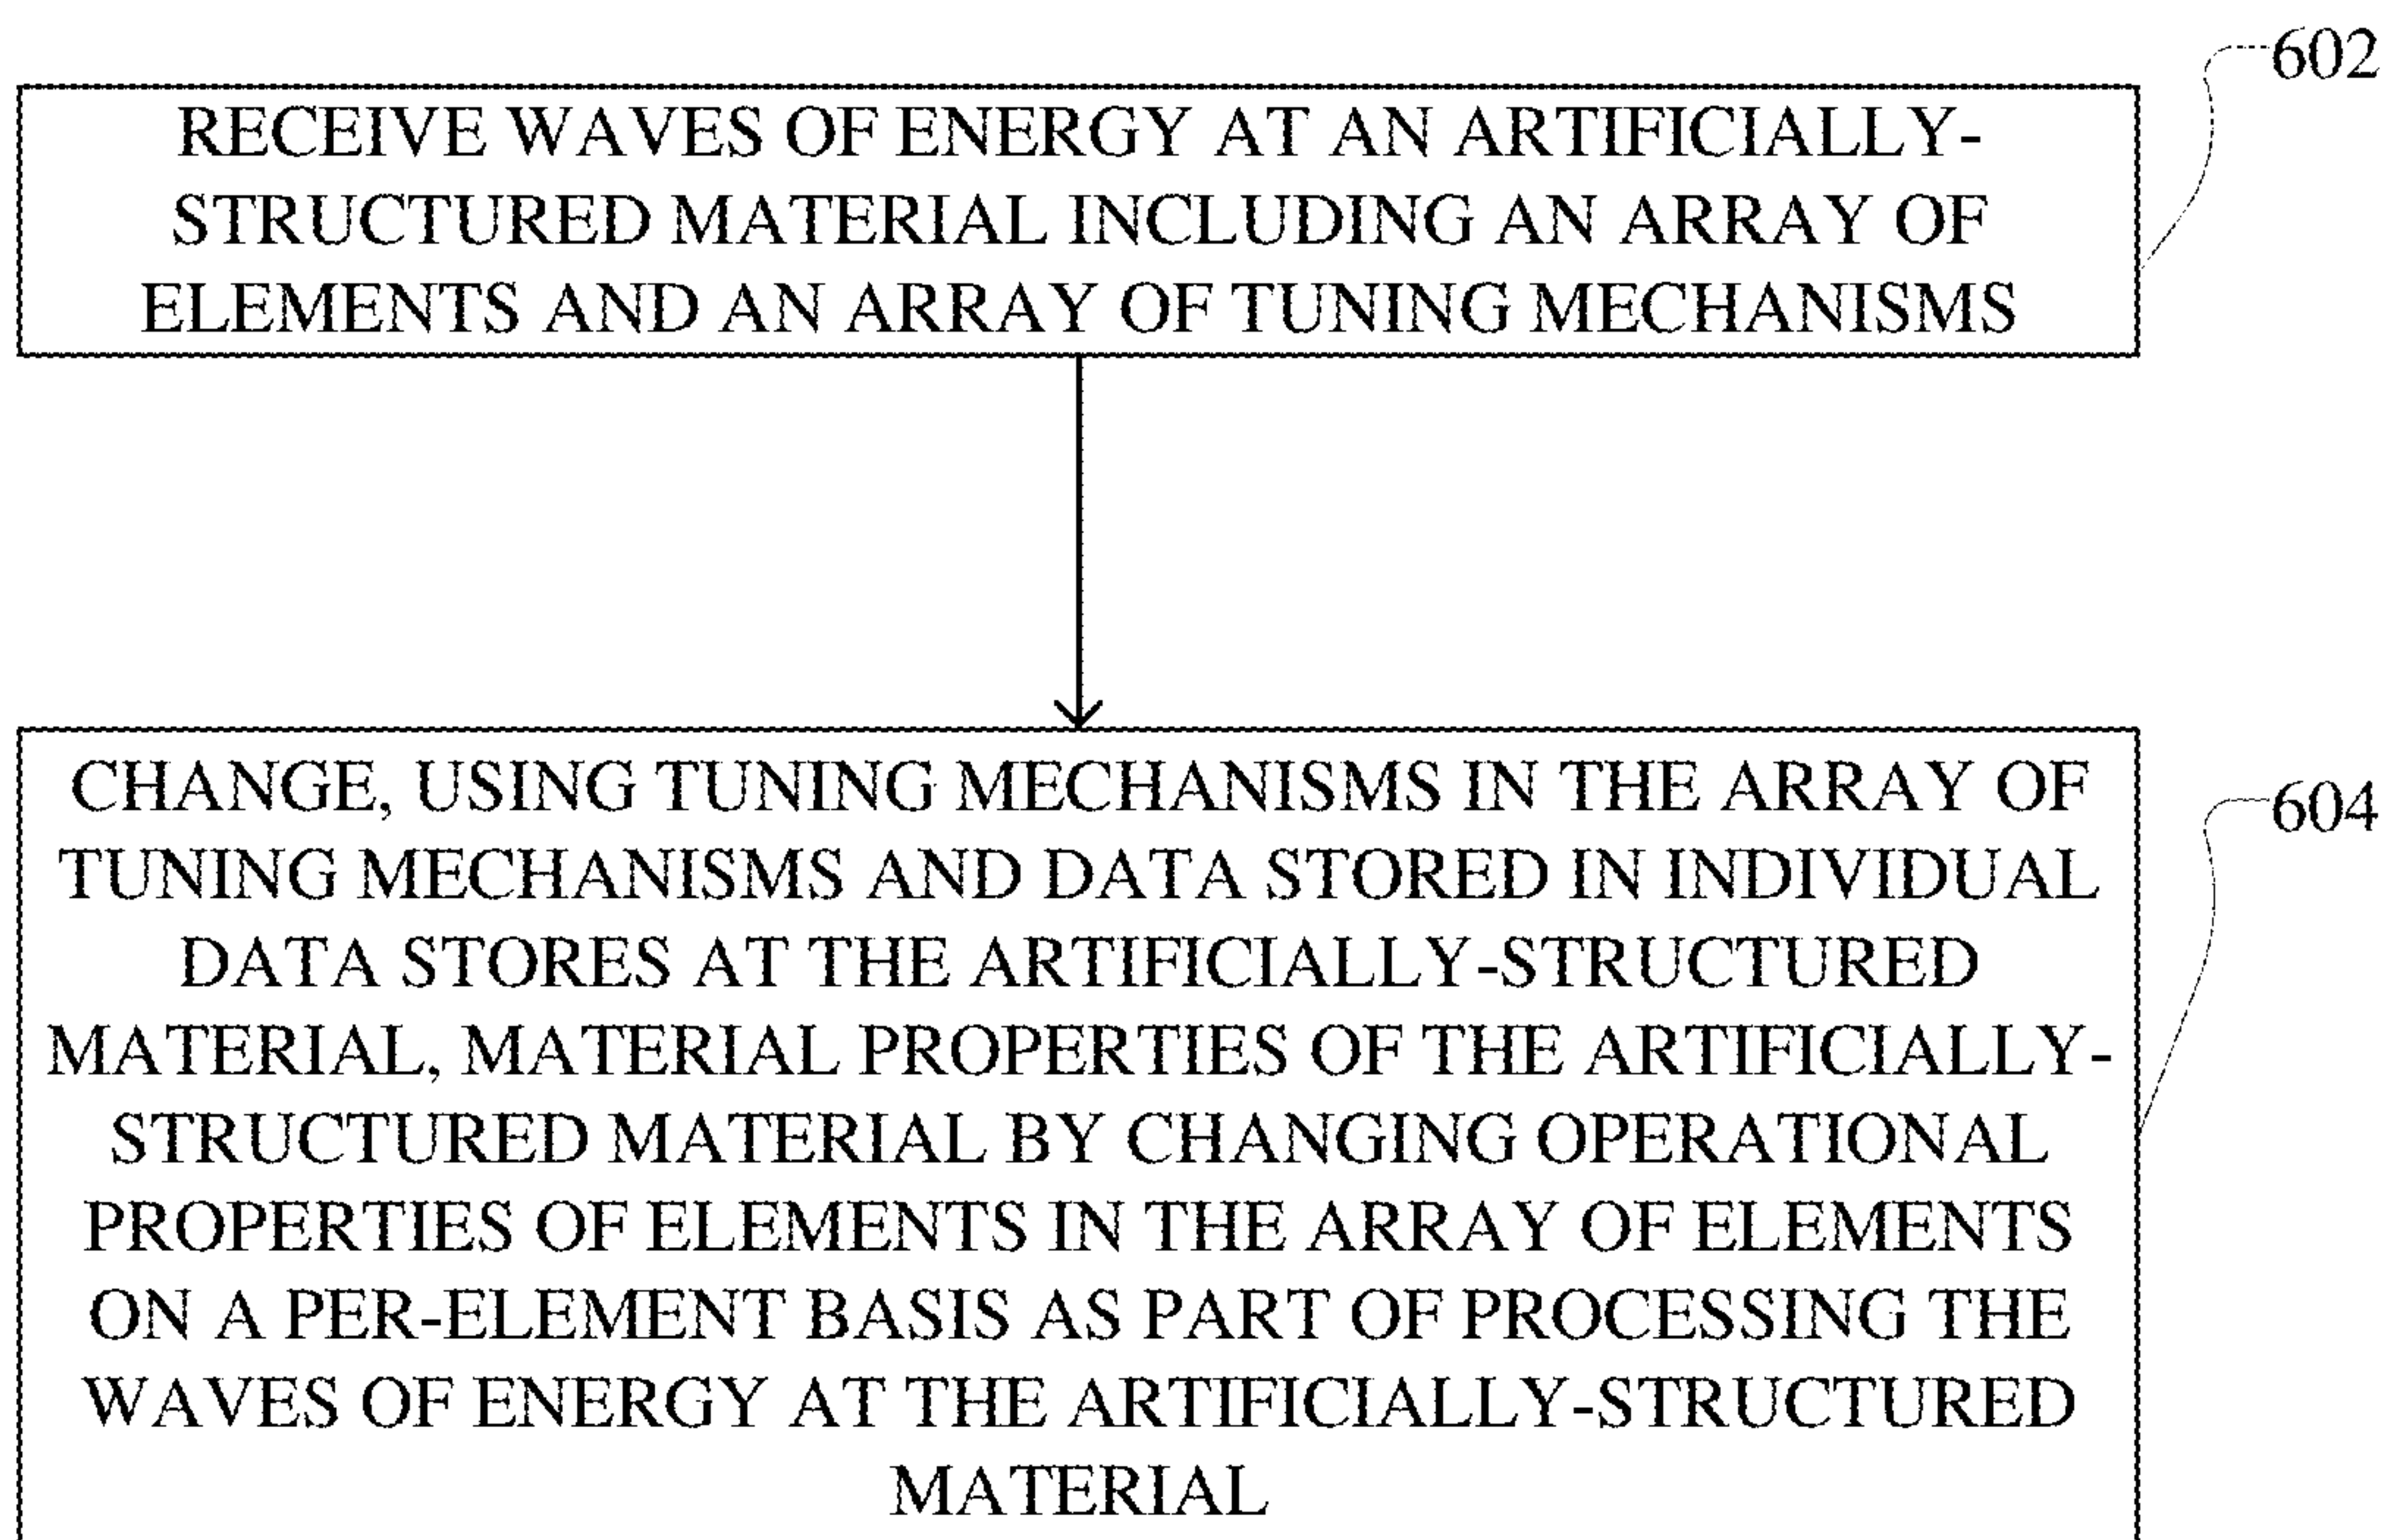 602
RECEIVE WAVES OF ENERGY AT AN ARTIFICIALLY-
STRUCTURED MATERIAL INCLUDING AN ARRAY OF
ELEMENTS AND AN ARRAY OF TUNING MECHANISMS
604
CHANGE, USING TUNING MECHANISMS IN THE ARRAY OF
TUNING MECHANISMS AND DATA STORED IN INDIVIDUAL
DATA STORES AT THE ARTIFICIALLY-STRUCTURED
MATERIAL, MATERIAL PROPERTIES OF THE ARTIFICIALLY-
STRUCTURED MATERIAL BY CHANGING OPERATIONAL
PROPERTIES OF ELEMENTS IN THE ARRAY OF ELEMENTS
ON A PER-ELEMENT BASIS AS PART OF PROCESSING THE
WAVES OF ENERGY AT THE ARTIFICIALLY-STRUCTURED
MATERIAL